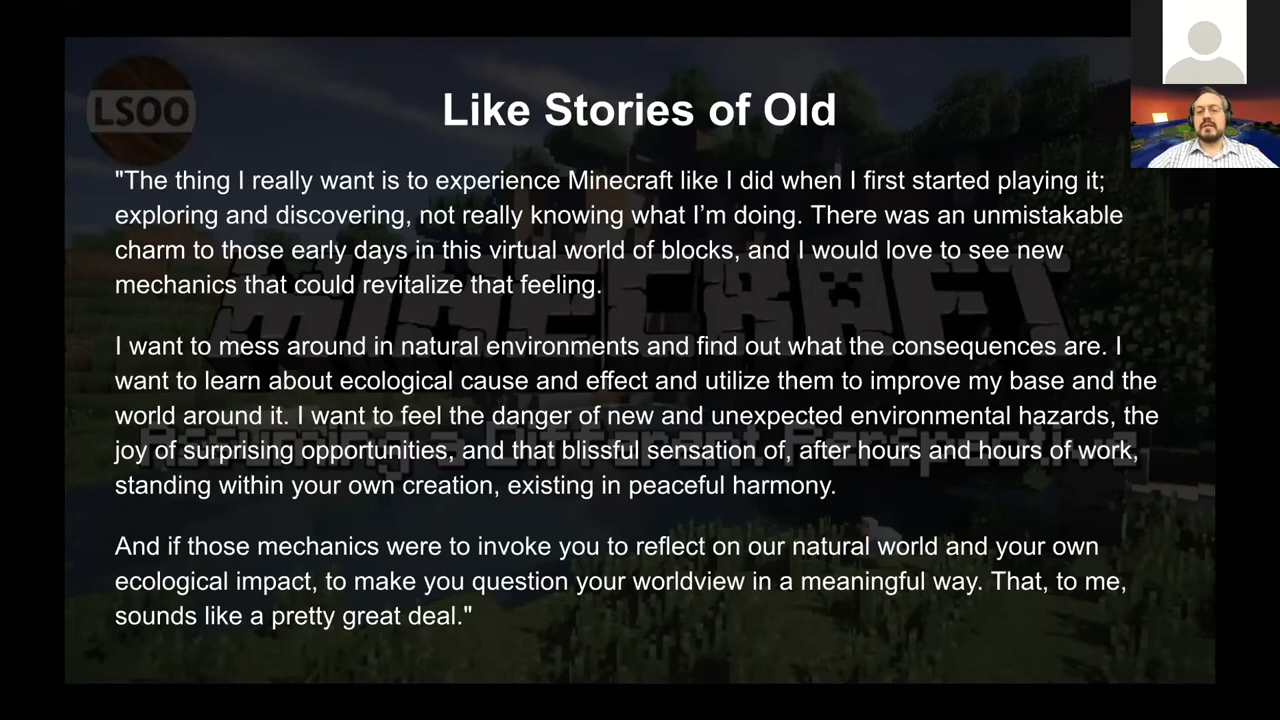 LSOO
Like Stories of Old
"The thing I really want is to experience Minecraft like I did when I first started playing it;
exploring and discovering, not really knowing what I’m doing. There was an unmistakable
charm to those early days in this virtual world of blocks, and I would love to see new
mechanics that could revitalize that feeling.
MINECRAFT
I want to mess around in natural environments and find out what the consequences are. I
want to learn about ecological cause and effect and utilize them to improve my base and the
world around it. I want to feel the danger of new and unexpected environmental hazards, the
joy of surprising opportunities, and that blissful sensation of, after hours and hours of work,
Assuming a Different Perspective
standing within your own creation, existing in peaceful harmony.
And if those mechanics were to invoke you to reflect on our natural world and your own
ecological impact, to make you question your worldview in a meaningful way. That, to me,
sounds like a pretty great deal."